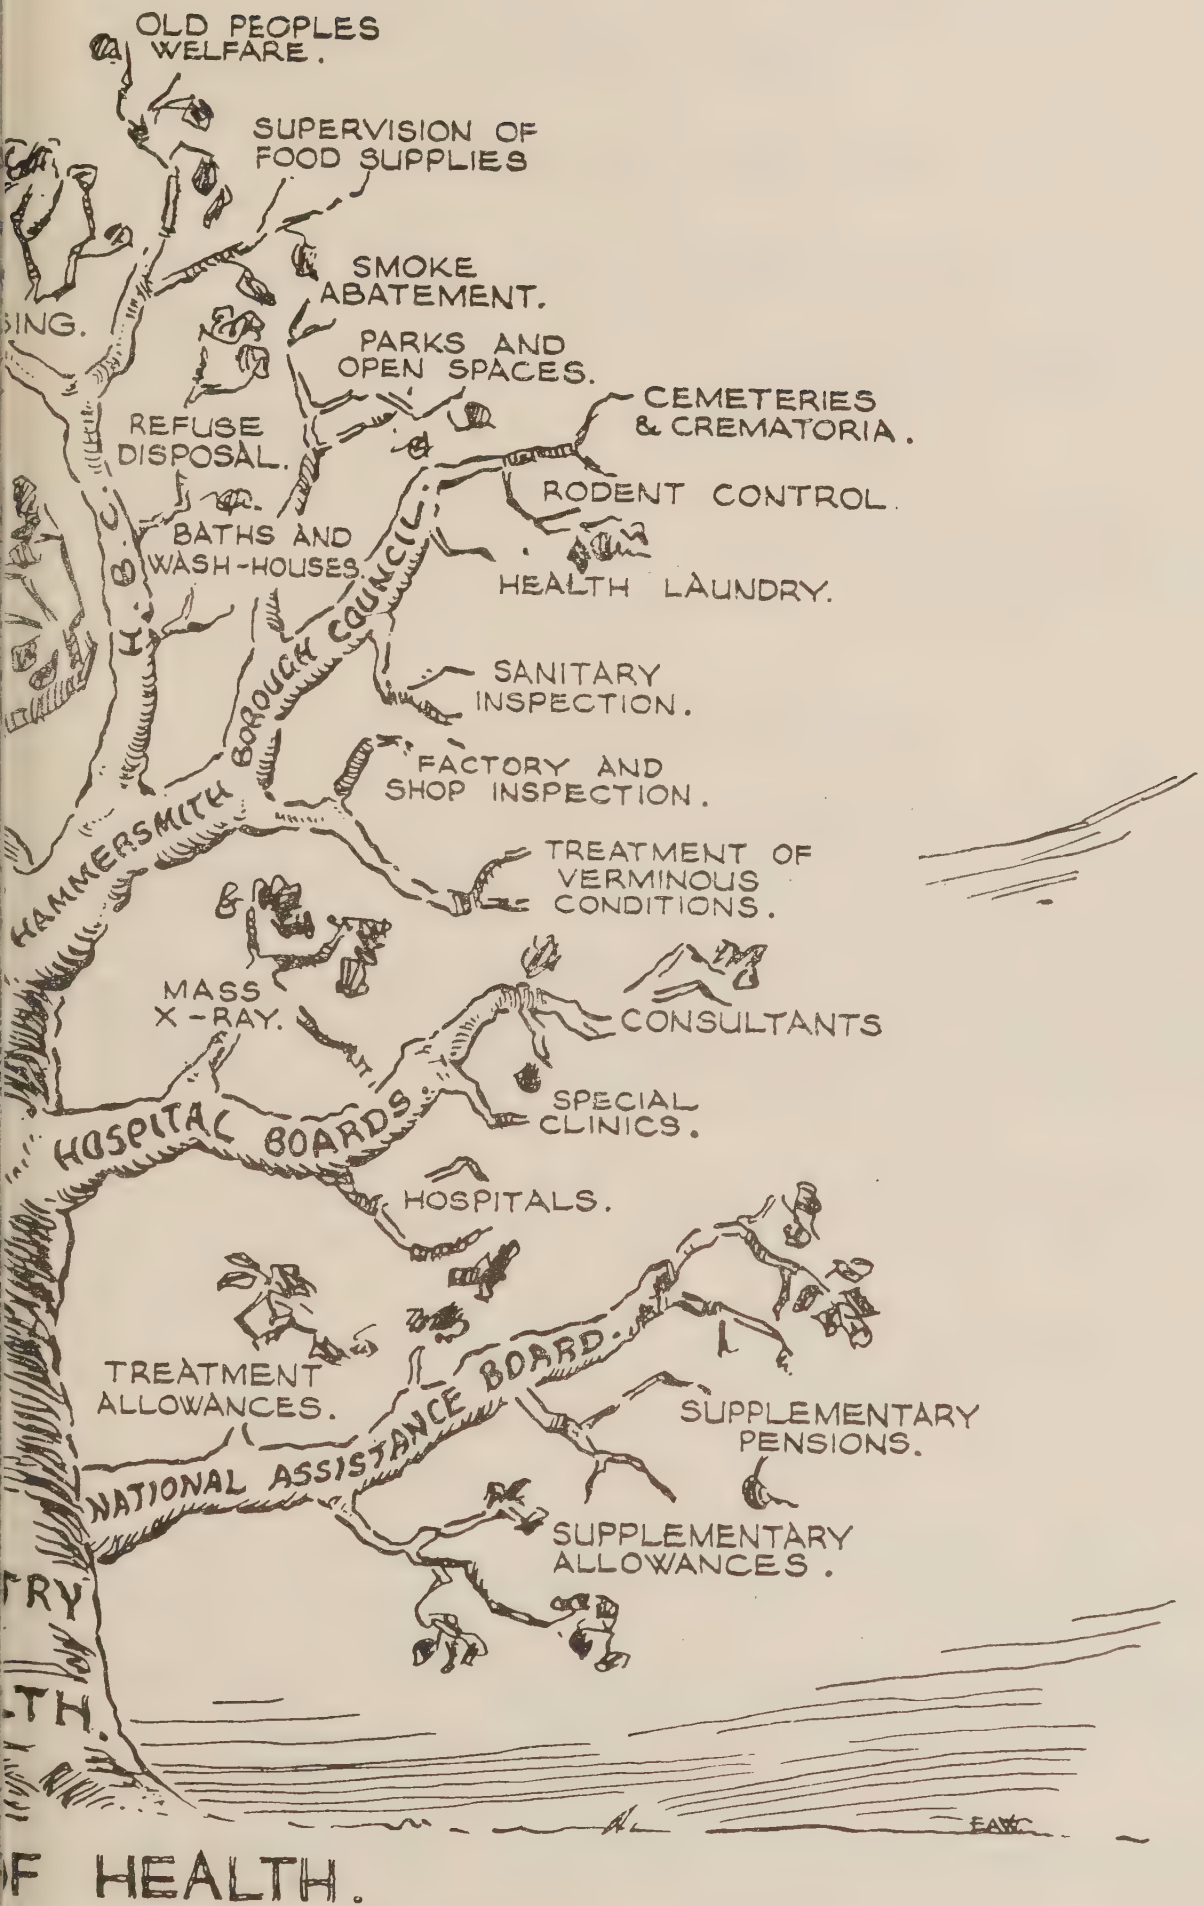 OLD PEOPLES
WELFARE.
SUPERVISION OF
FOOD SUPPLIES
SMOKE
ABATEMENT.
SING.
PARKS AND
OPEN SPACES.
CEMETERIES
& CREMATORIA.
REFUSE
DISPOSAL.
RODENT CONTROL.
BATHS AND
WASH-HOUSES.
HEALTH LAUNDRY.
H.B.C.
HAMMERSMITH BOROUGH COUNCIL.
SANITARY
INSPECTION.
FACTORY AND
SHOP INSPECTION.
TREATMENT OF
VERMINOUS
CONDITIONS.
MASS
X-RAY.
CONSULTANTS
HOSPITAL BOARDS.
SPECIAL
CLINICS.
HOSPITALS.
TREATMENT
ALLOWANCES.
NATIONAL ASSISTANCE BOARD.
SUPPLEMENTARY
PENSIONS.
SUPPLEMENTARY
ALLOWANCES.
TRY
LTH.
EAW.
F HEALTH.